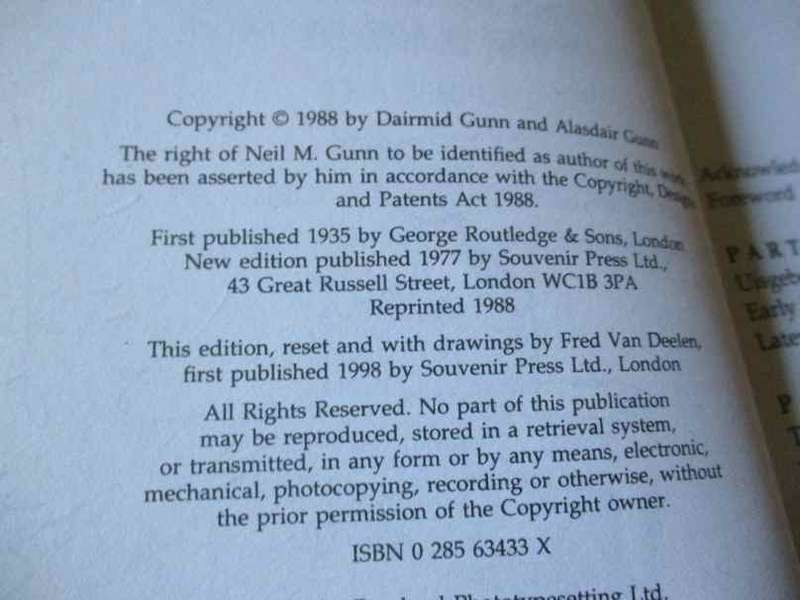 Copyright © 1988 by Dairmid Gunn and Alasdair Gunn
The right of Neil M. Gunn to be identified as author of this work
has been asserted by him in accordance with the Copyright, Designs
and Patents Act 1988.
First published 1935 by George Routledge & Sons, London
New edition published 1977 by Souvenir Press Ltd.,
43 Great Russell Street, London WC1B 3PA
Reprinted 1988
This edition, reset and with drawings by Fred Van Deelen,
first published 1998 by Souvenir Press Ltd., London
All Rights Reserved. No part of this publication
may be reproduced, stored in a retrieval system,
or transmitted, in any form or by any means, electronic,
mechanical, photocopying, recording or otherwise, without
the prior permission of the Copyright owner.
ISBN 0 285 63433 X
Phototypesetting Ltd.
Acknowled
Foreword
PART
Early
Late
P
T